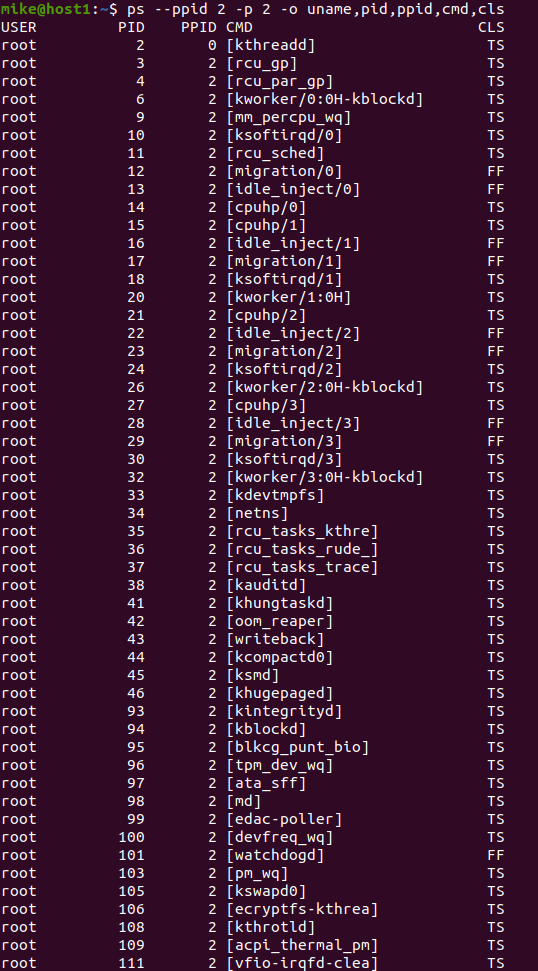 mike@host1:~$ ps --ppid 2 -p 2 -o uname,pid,ppid,cmd,cls
USER PID PPID CMD CLS
root 2 0 [kthreadd] TS
root 3 2 [rcu_gp] TS
root 4 2 [rcu_par_gp] TS
root 6 2 [kworker/0:0H-kblockd] TS
root 9 2 [mm_percpu_wq] TS
root 10 2 [ksoftirqd/0] TS
root 11 2 [rcu_sched] TS
root 12 2 [migration/0] FF
root 13 2 [idle_inject/0] FF
root 14 2 [cpuhp/0] TS
root 15 2 [cpuhp/1] TS
root 16 2 [idle_inject/1] FF
root 17 2 [migration/1] FF
root 18 2 [ksoftirqd/1] TS
root 20 2 [kworker/1:0H] TS
root 21 2 [cpuhp/2] TS
root 22 2 [idle_inject/2] FF
root 23 2 [migration/2] FF
root 24 2 [ksoftirqd/2] TS
root 26 2 [kworker/2:0H-kblockd] TS
root 27 2 [cpuhp/3] TS
root 28 2 [idle_inject/3] FF
root 29 2 [migration/3] FF
root 30 2 [ksoftirqd/3] TS
root 32 2 [kworker/3:0H-kblockd] TS
root 33 2 [kdevtmpfs] TS
root 34 2 [netns] TS
root 35 2 [rcu_tasks_kthre] TS
root 36 2 [rcu_tasks_rude_] TS
root 37 2 [rcu_tasks_trace] TS
root 38 2 [kauditd] TS
root 41 2 [khungtaskd] TS
root 42 2 [oom_reaper] TS
root 43 2 [writeback] TS
root 44 2 [kcompactd0] TS
root 45 2 [ksmd] TS
root 46 2 [khugepaged] TS
root 93 2 [kintegrityd] TS
root 94 2 [kblockd] TS
root 95 2 [blkcg_punt_bio] TS
root 96 2 [tpm_dev_wq] TS
root 97 2 [ata_sff] TS
root 98 2 [md] TS
root 99 2 [edac-poller] TS
root 100 2 [devfreq_wq] TS
root 101 2 [watchdogd] FF
root 103 2 [pm_wq] TS
root 105 2 [kswapd0] TS
root 106 2 [ecryptfs-kthrea] TS
root 108 2 [kthrotld] TS
root 109 2 [acpi_thermal_pm] TS
root 111 2 [vfio-irqfd-clea] TS